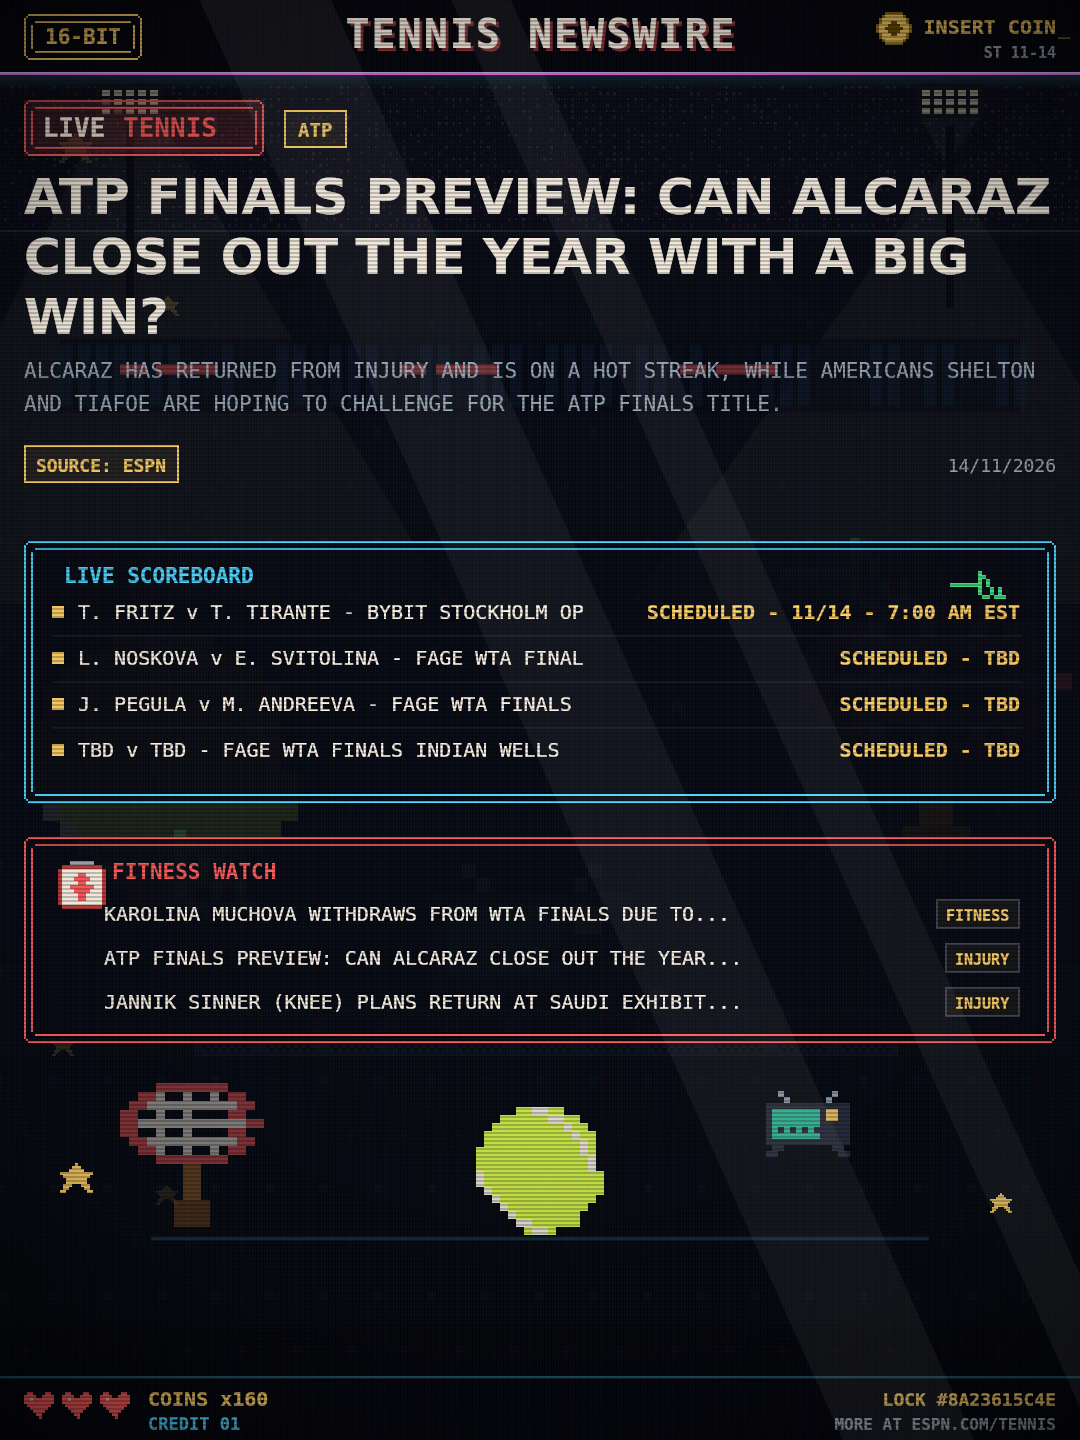 16-BIT
TENNIS NEWSWIRE
INSERT COIN_
ST 11-14
LIVE TENNIS
ATP
ATP FINALS PREVIEW: CAN ALCARAZ
CLOSE OUT THE YEAR WITH A BIG
WIN?
ALCARAZ HAS RETURNED FROM INJURY AND IS ON A HOT STREAK, WHILE AMERICANS SHELTON
AND TIAFOE ARE HOPING TO CHALLENGE FOR THE ATP FINALS TITLE.
SOURCE: ESPN
14/11/2026
LIVE SCOREBOARD
T. FRITZ v T. TIRANTE - BYBIT STOCKHOLM OP SCHEDULED - 11/14 - 7:00 AM EST
L. NOSKOVA v E. SVITOLINA - FAGE WTA FINAL SCHEDULED - TBD
J. PEGULA v M. ANDREEVA - FAGE WTA FINALS SCHEDULED - TBD
TBD v TBD - FAGE WTA FINALS INDIAN WELLS SCHEDULED - TBD
FITNESS WATCH
KAROLINA MUCHOVA WITHDRAWS FROM WTA FINALS DUE TO... FITNESS
ATP FINALS PREVIEW: CAN ALCARAZ CLOSE OUT THE YEAR... INJURY
JANNIK SINNER (KNEE) PLANS RETURN AT SAUDI EXHIBIT... INJURY
COINS x160
CREDIT 01
LOCK #8A23615C4E
MORE AT ESPN.COM/TENNIS